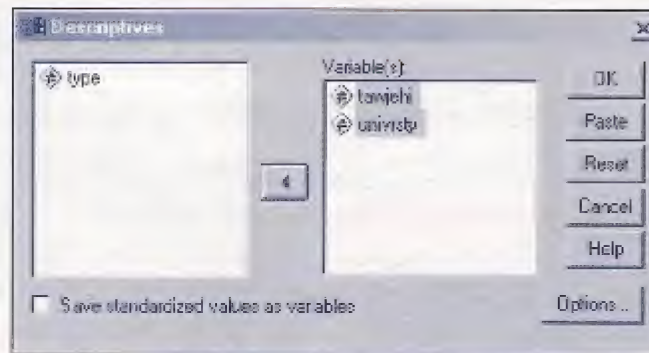 Descriptives
Variable(s):
type
tawjehi
univrsty
OK
Paste
Reset
Cancel
Help
Save standardized values as variables
Options...